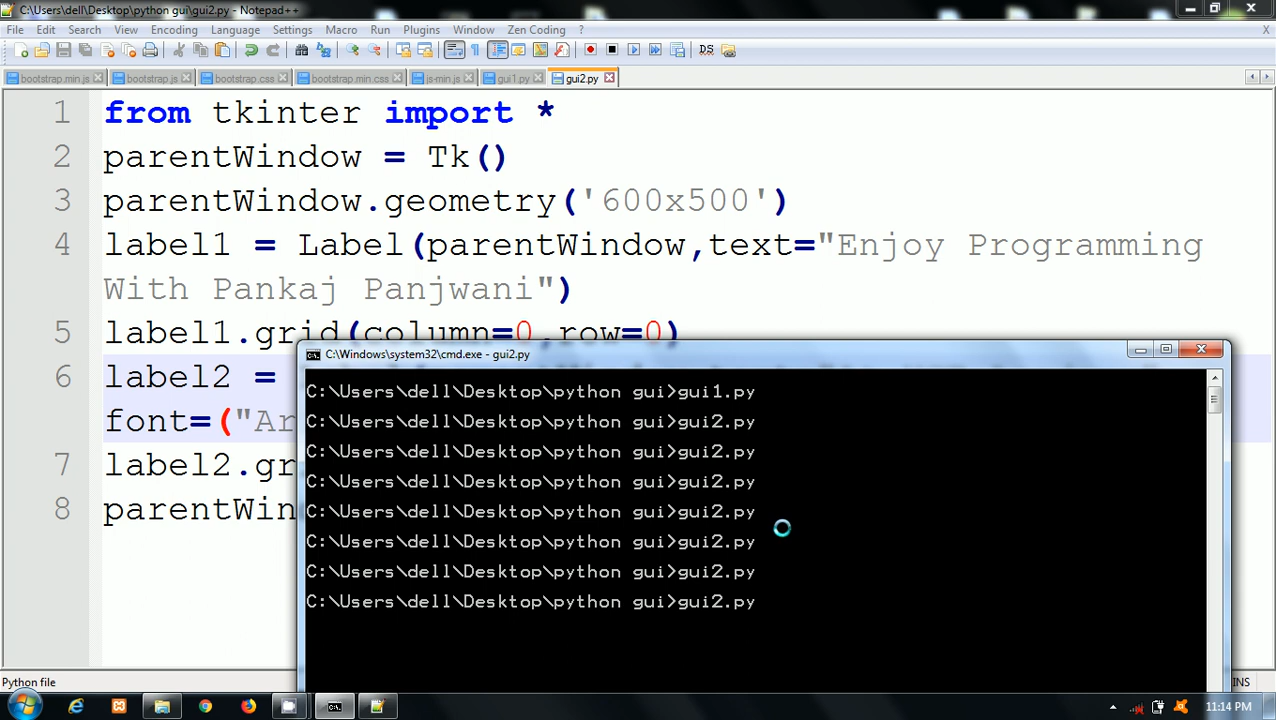 C:\Users\dell\Desktop\python gui\gui2.py - Notepad++
File Edit Search View Encoding Language Settings Macro Run Plugins Window Zen Coding ? X
bootstrap.min.js bootstrap.js bootstrap.css bootstrap.min.css js-min.js gui1.py gui2.py
1 from tkinter import *
2 parentWindow = Tk()
3 parentWindow.geometry('600x500')
4 label1 = Label(parentWindow,text="Enjoy Programming
With Pankaj Panjwani")
5 label1.grid(column=0,row=0)
6 label2 =
font=("Ar
7 label2.gr
8 parentWin
C:\Windows\system32\cmd.exe - gui2.py
C:\Users\dell\Desktop\python gui>gui1.py
C:\Users\dell\Desktop\python gui>gui2.py
C:\Users\dell\Desktop\python gui>gui2.py
C:\Users\dell\Desktop\python gui>gui2.py
C:\Users\dell\Desktop\python gui>gui2.py
C:\Users\dell\Desktop\python gui>gui2.py
C:\Users\dell\Desktop\python gui>gui2.py
C:\Users\dell\Desktop\python gui>gui2.py
Python file INS
11:14 PM